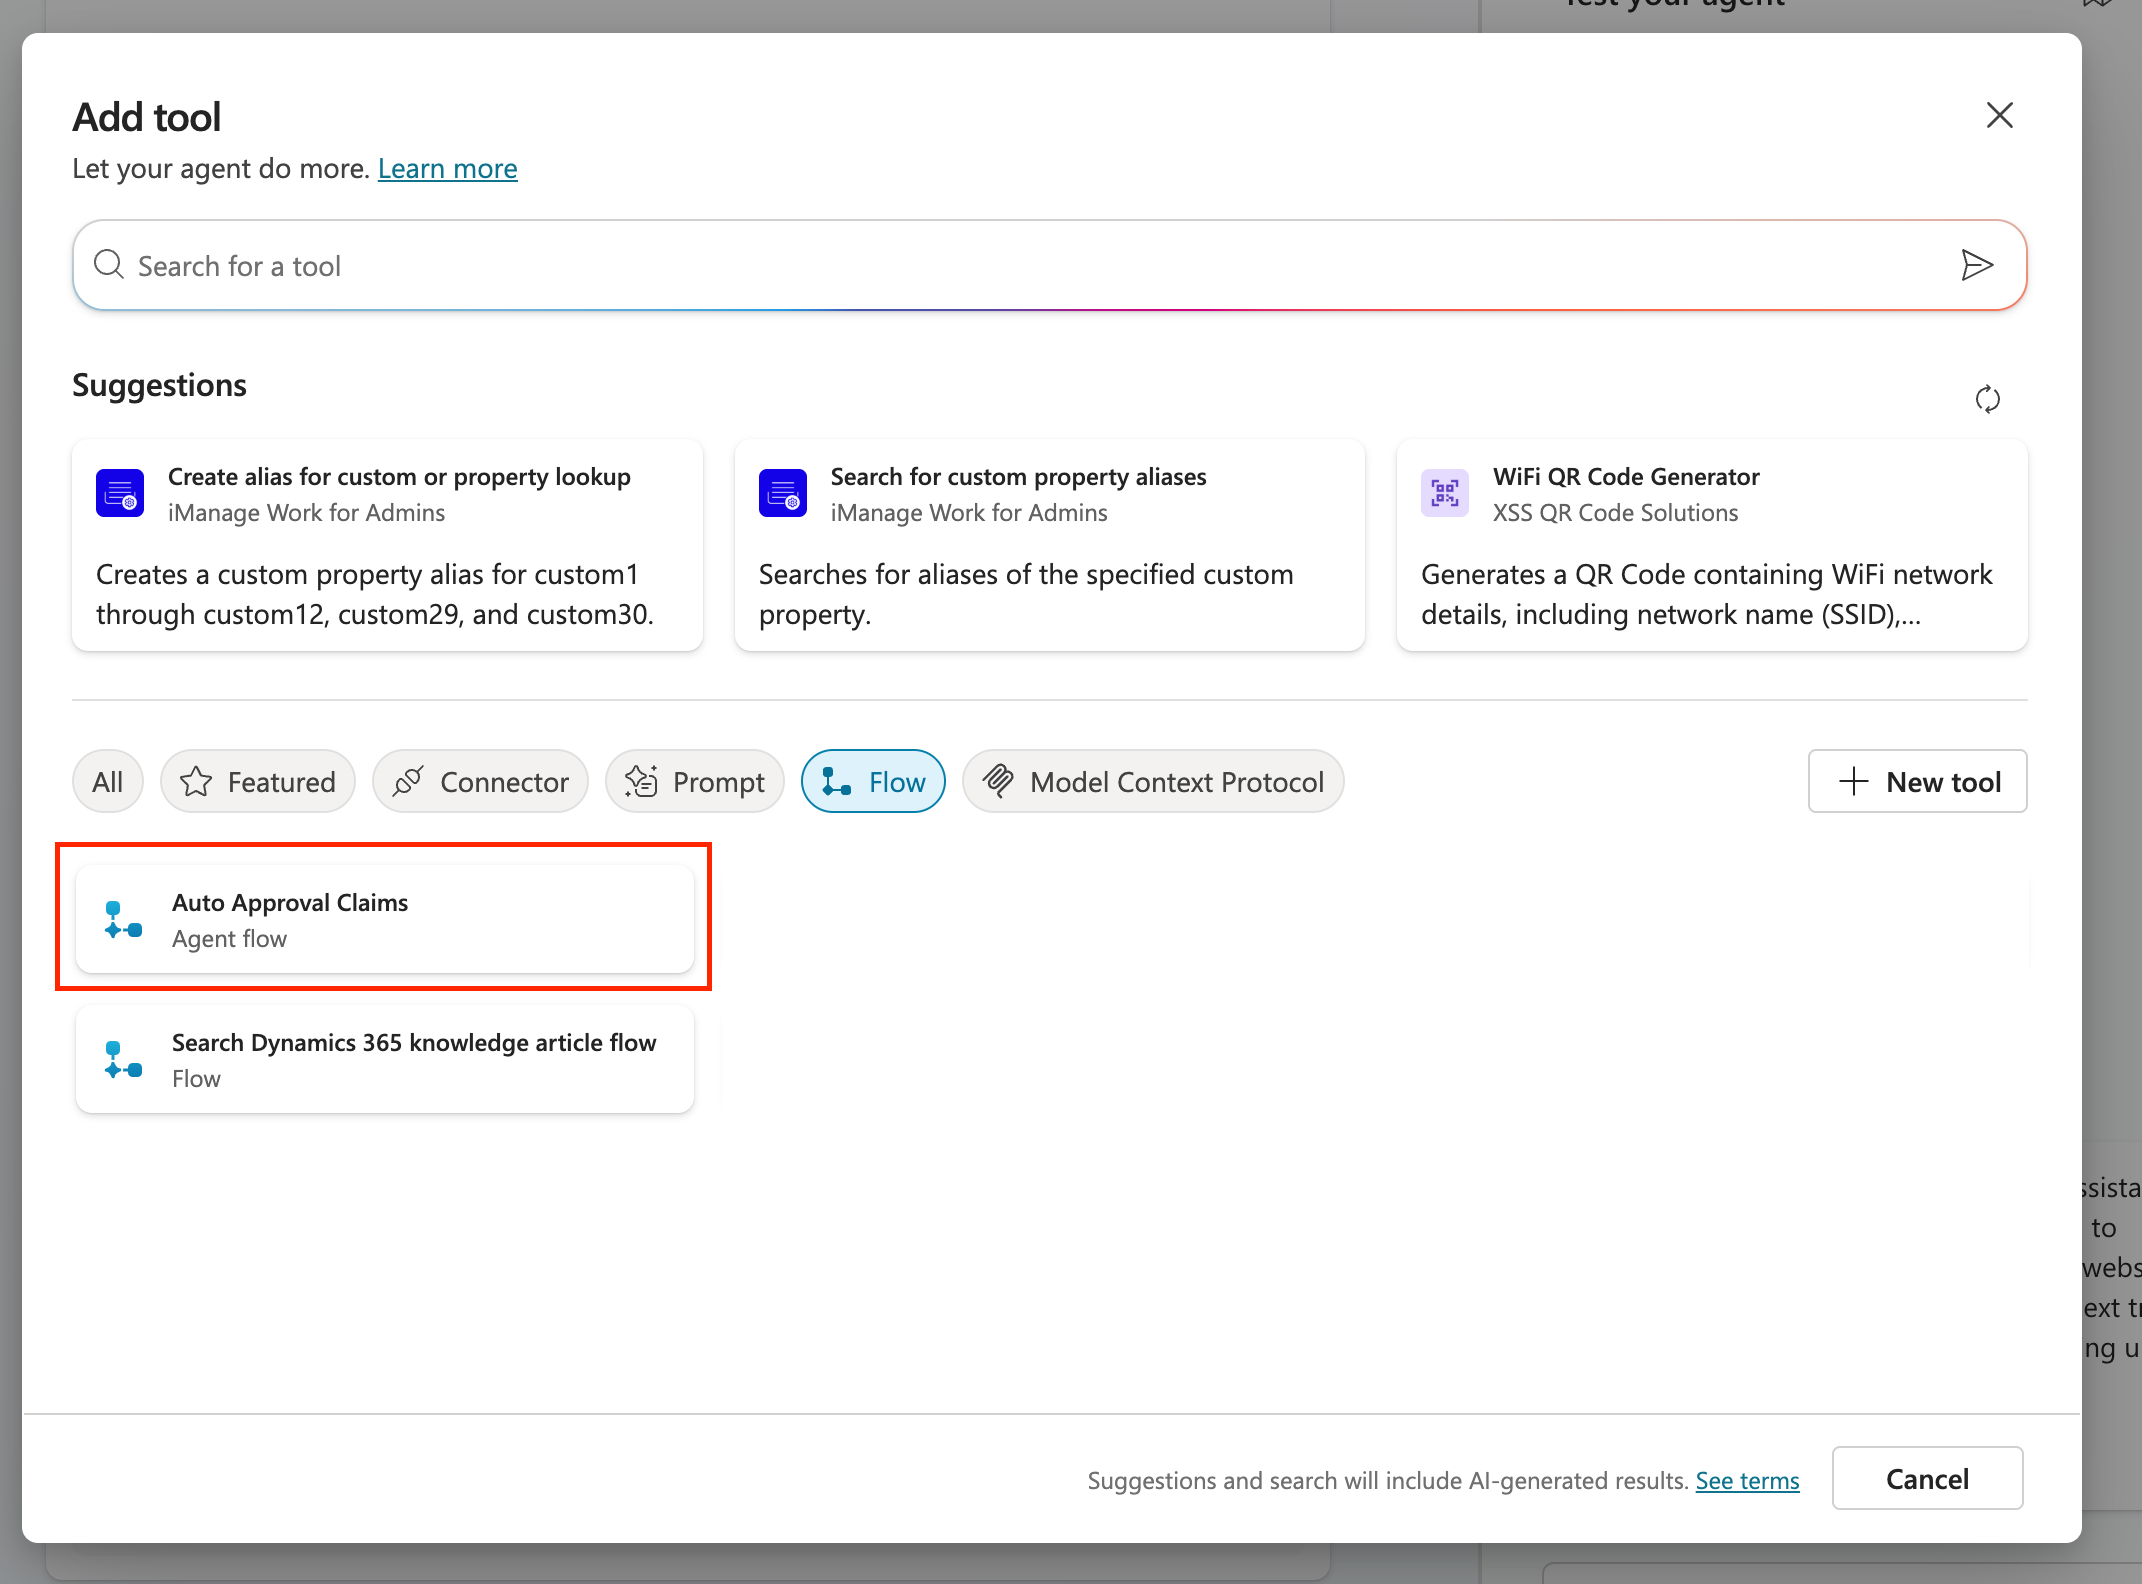 Test your agent
Add tool
Let your agent do more. Learn more
Search for a tool
Suggestions
Create alias for custom or property lookup
iManage Work for Admins
Creates a custom property alias for custom1
through custom12, custom29, and custom30.
Search for custom property aliases
iManage Work for Admins
Searches for aliases of the specified custom
property.
WiFi QR Code Generator
XSS QR Code Solutions
Generates a QR Code containing WiFi network
details, including network name (SSID),...
All
Featured
Connector
Prompt
Flow
Model Context Protocol
New tool
Auto Approval Claims
Agent flow
Search Dynamics 365 knowledge article flow
Flow
to
Suggestions and search will include AI-generated results. See terms
Cancel